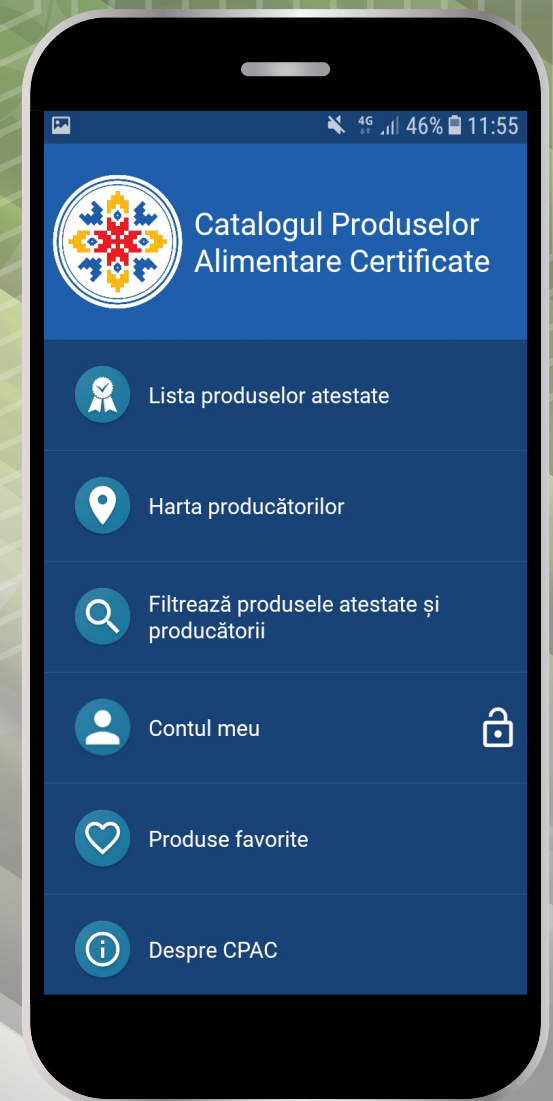 4G 46% 11:55
Catalogul Produselor
Alimentare Certificate
Lista produselor atestate
Harta producătorilor
Filtrează produsele atestate și
producătorii
Contul meu
Produse favorite
Despre CPAC